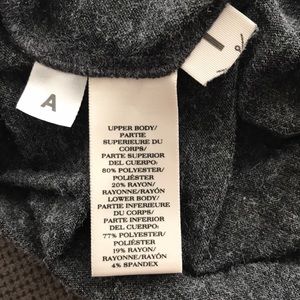 A
UPPER BODY/
PARTIE
SUPERIEURE DU
CORPS/
PARTE SUPERIOR
DEL CUERPO:
80% POLYESTER/
POLIÉSTER
20% RAYON/
RAYONNE/RAYÓN
LOWER BODY/
PARTIE INFERIEURE
DU CORPS/
PARTE INFERIOR
DEL CUERPO:
77% POLYESTER/
POLIÉSTER
19% RAYON/
RAYONNE/RAYÓN
4% SPANDEX